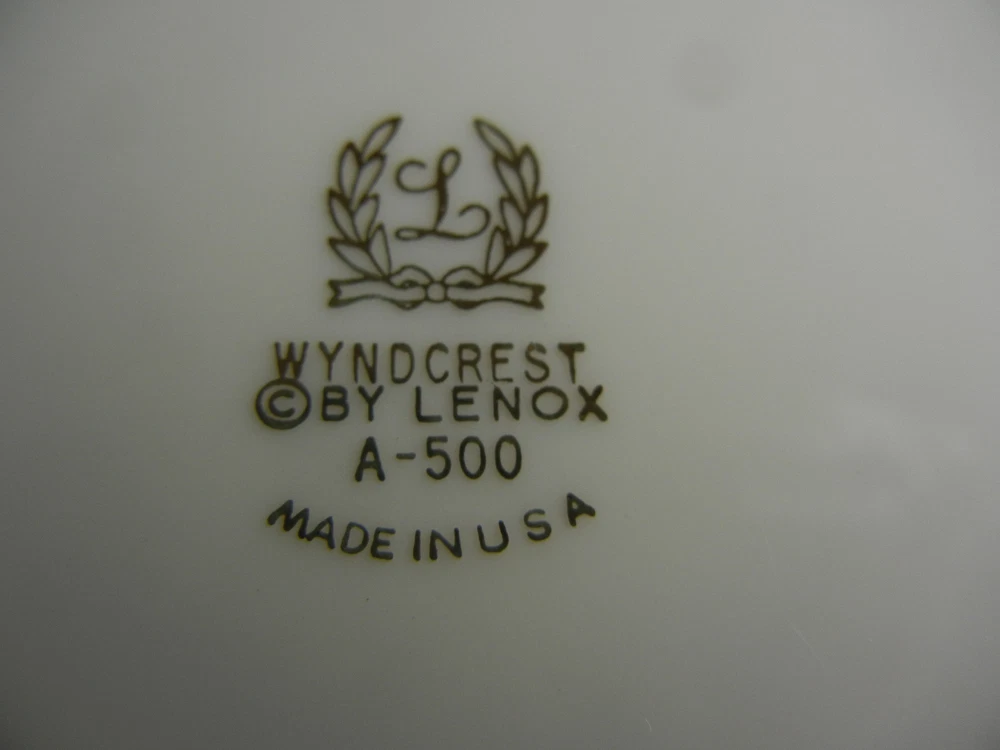 L
WYNDCREST
© BY LENOX
A-500
MADE IN USA